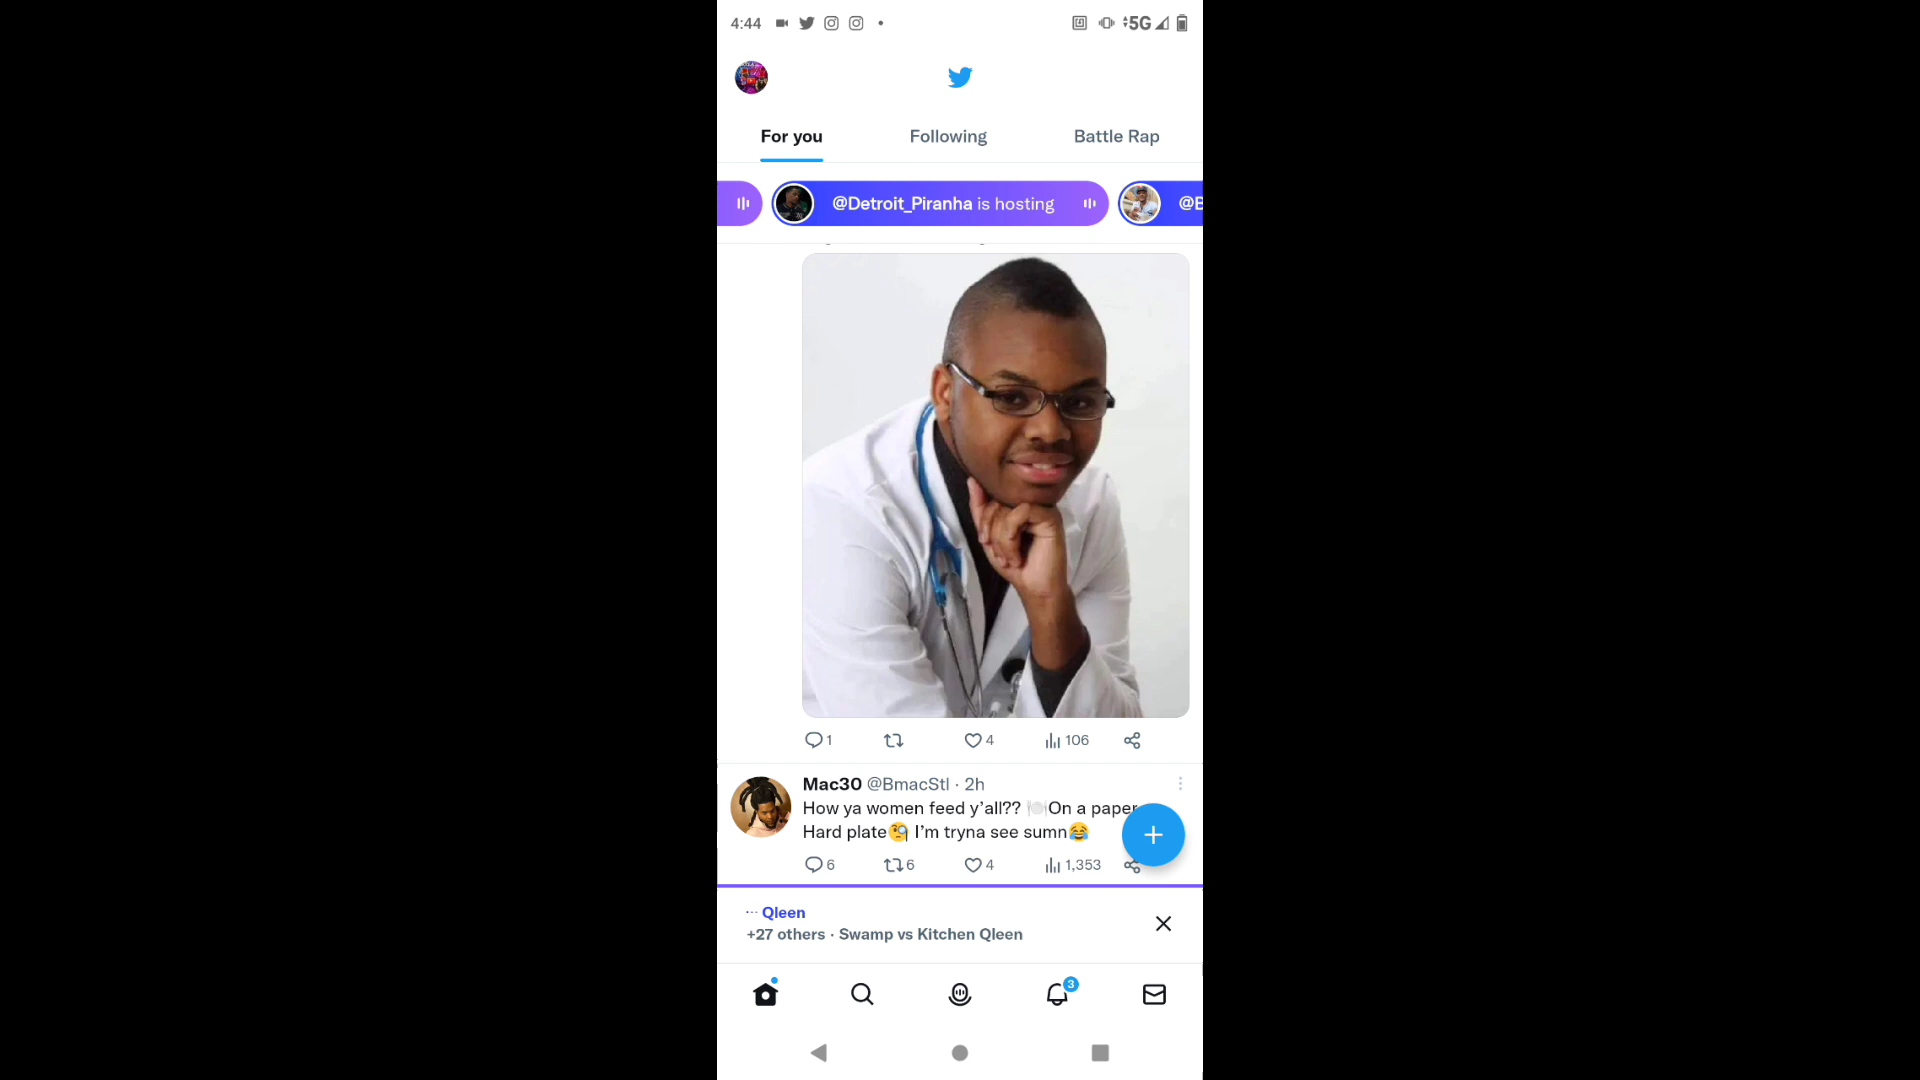 4:44
5G
For you
Following
Battle Rap
@Detroit_Piranha is hosting
@B
1
4
106
Mac30 @BmacStl · 2h
How ya women feed y’all?? 🍽️On a paper
Hard plate🧐 I’m tryna see sumn😂
6
6
4
1,353
··· Qleen
+27 others · Swamp vs Kitchen Qleen
3